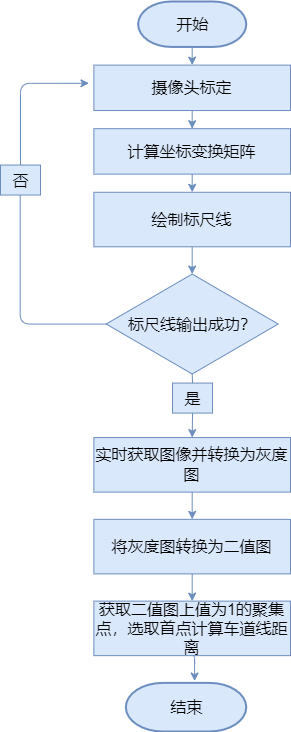 开始
摄像头标定
计算坐标变换矩阵
否
绘制标尺线
标尺线输出成功?
是
实时获取图像并转换为灰度
图
将灰度图转换为二值图
获取二值图上值为1的聚集
点，选取首点计算车道线距
离
结束